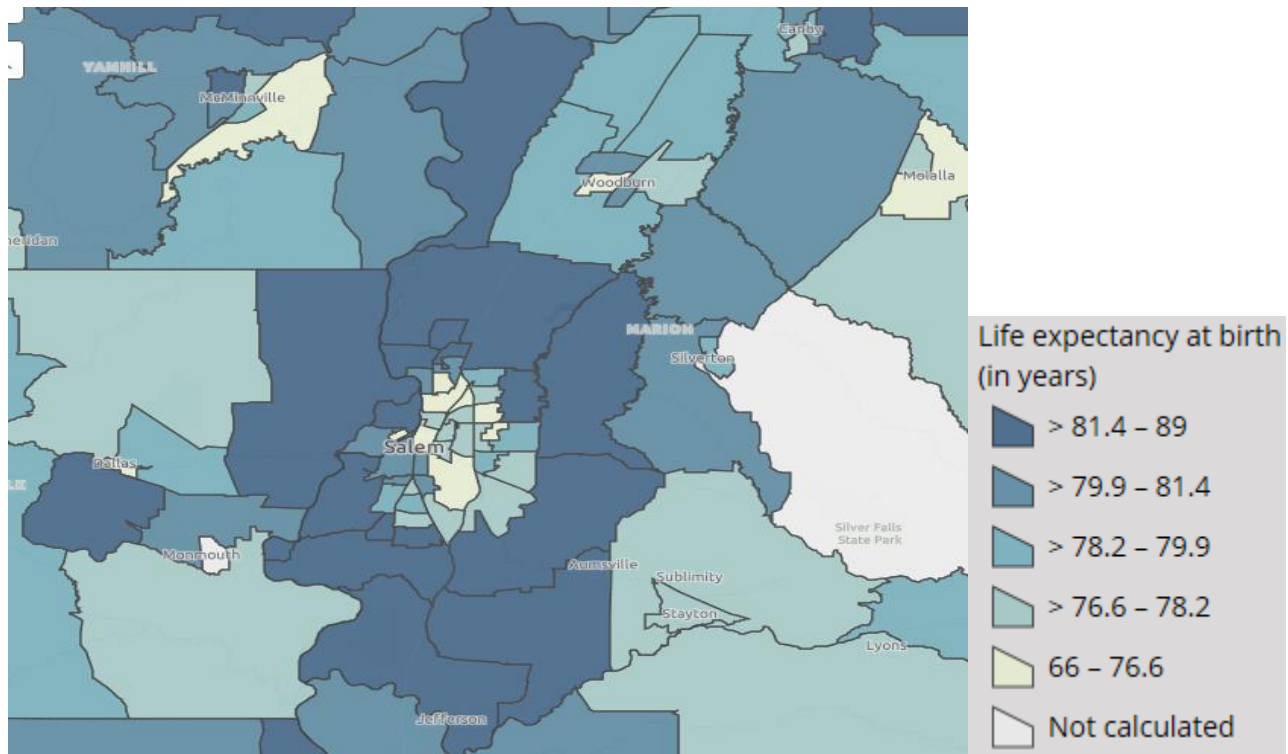 Canby
YAMHILL
McMinnville
Woodburn
Molalla
heridan
MARION
Silverton
Salem
Dallas
LK
Silver Falls
State Park
Monmouth
Aumsville
Sublimity
Stayton
Lyons
Jefferson
Life expectancy at birth
(in years)
> 81.4 – 89
> 79.9 – 81.4
> 78.2 – 79.9
> 76.6 – 78.2
66 – 76.6
Not calculated